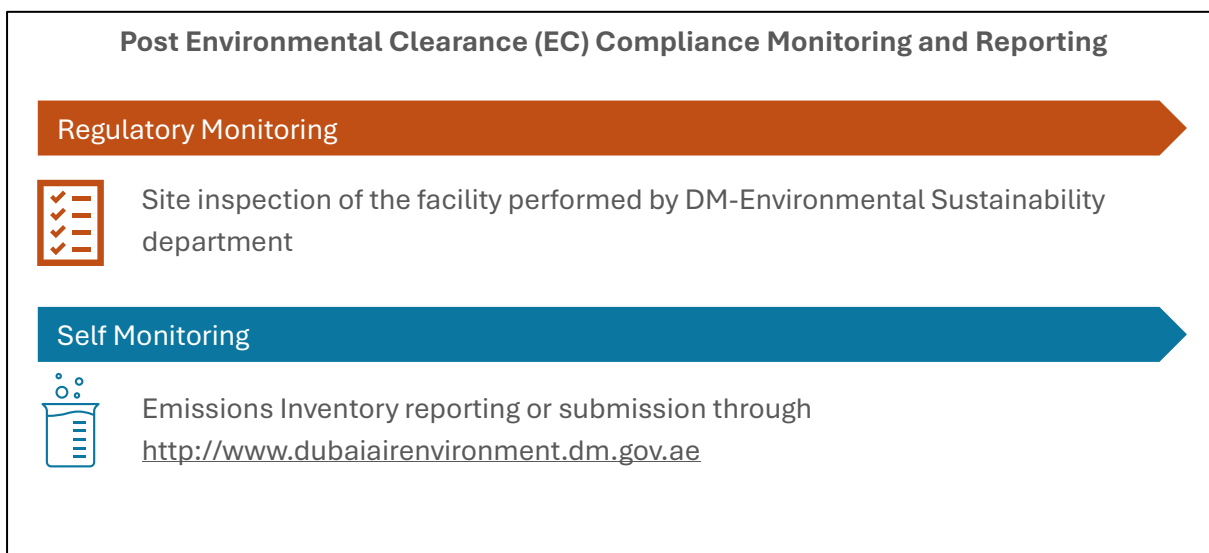 Post Environmental Clearance (EC) Compliance Monitoring and Reporting
Regulatory Monitoring
Site inspection of the facility performed by DM-Environmental Sustainability
department
Self Monitoring
Emissions Inventory reporting or submission through
http://www.dubaiairenvironment.dm.gov.ae